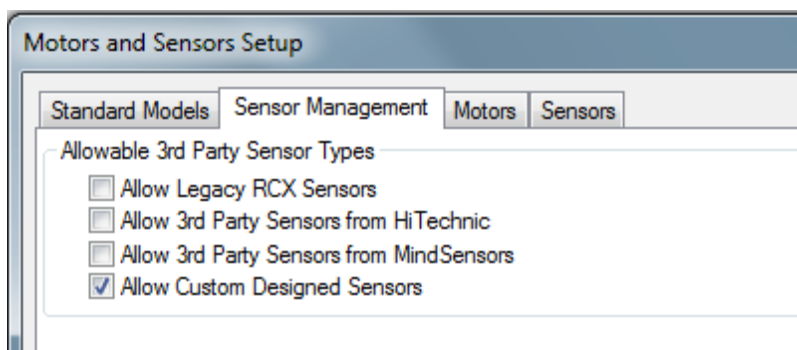 Motors and Sensors Setup
Standard Models Sensor Management Motors Sensors
Allowable 3rd Party Sensor Types
Allow Legacy RCX Sensors
Allow 3rd Party Sensors from HiTechnic
Allow 3rd Party Sensors from MindSensors
Allow Custom Designed Sensors